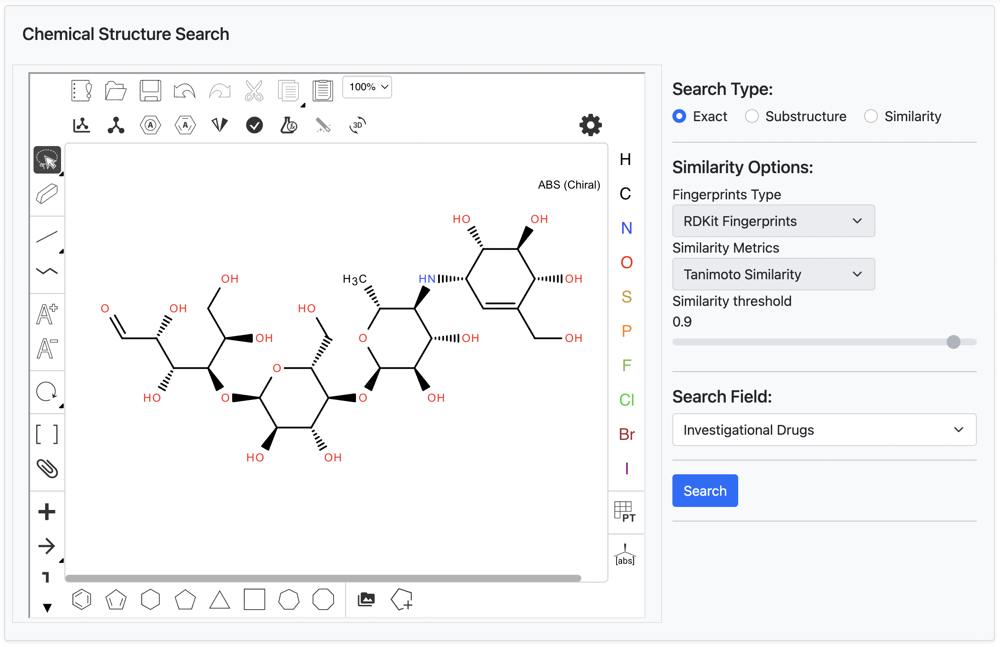 Chemical Structure Search
100%
A
A
fx
3D
ABS (Chiral)
HO
OH
OH
H3C
HN
OH
O
OH
HO
OH
O
OH
OH
O
HO
O
O
OH
HO
OH
A+
A−
[ ]
H
C
N
O
S
P
F
Cl
Br
I
PT
[abs]
Search Type:
Exact
Substructure
Similarity
Similarity Options:
Fingerprints Type
RDKit Fingerprints
Similarity Metrics
Tanimoto Similarity
Similarity threshold
0.9
Search Field:
Investigational Drugs
Search